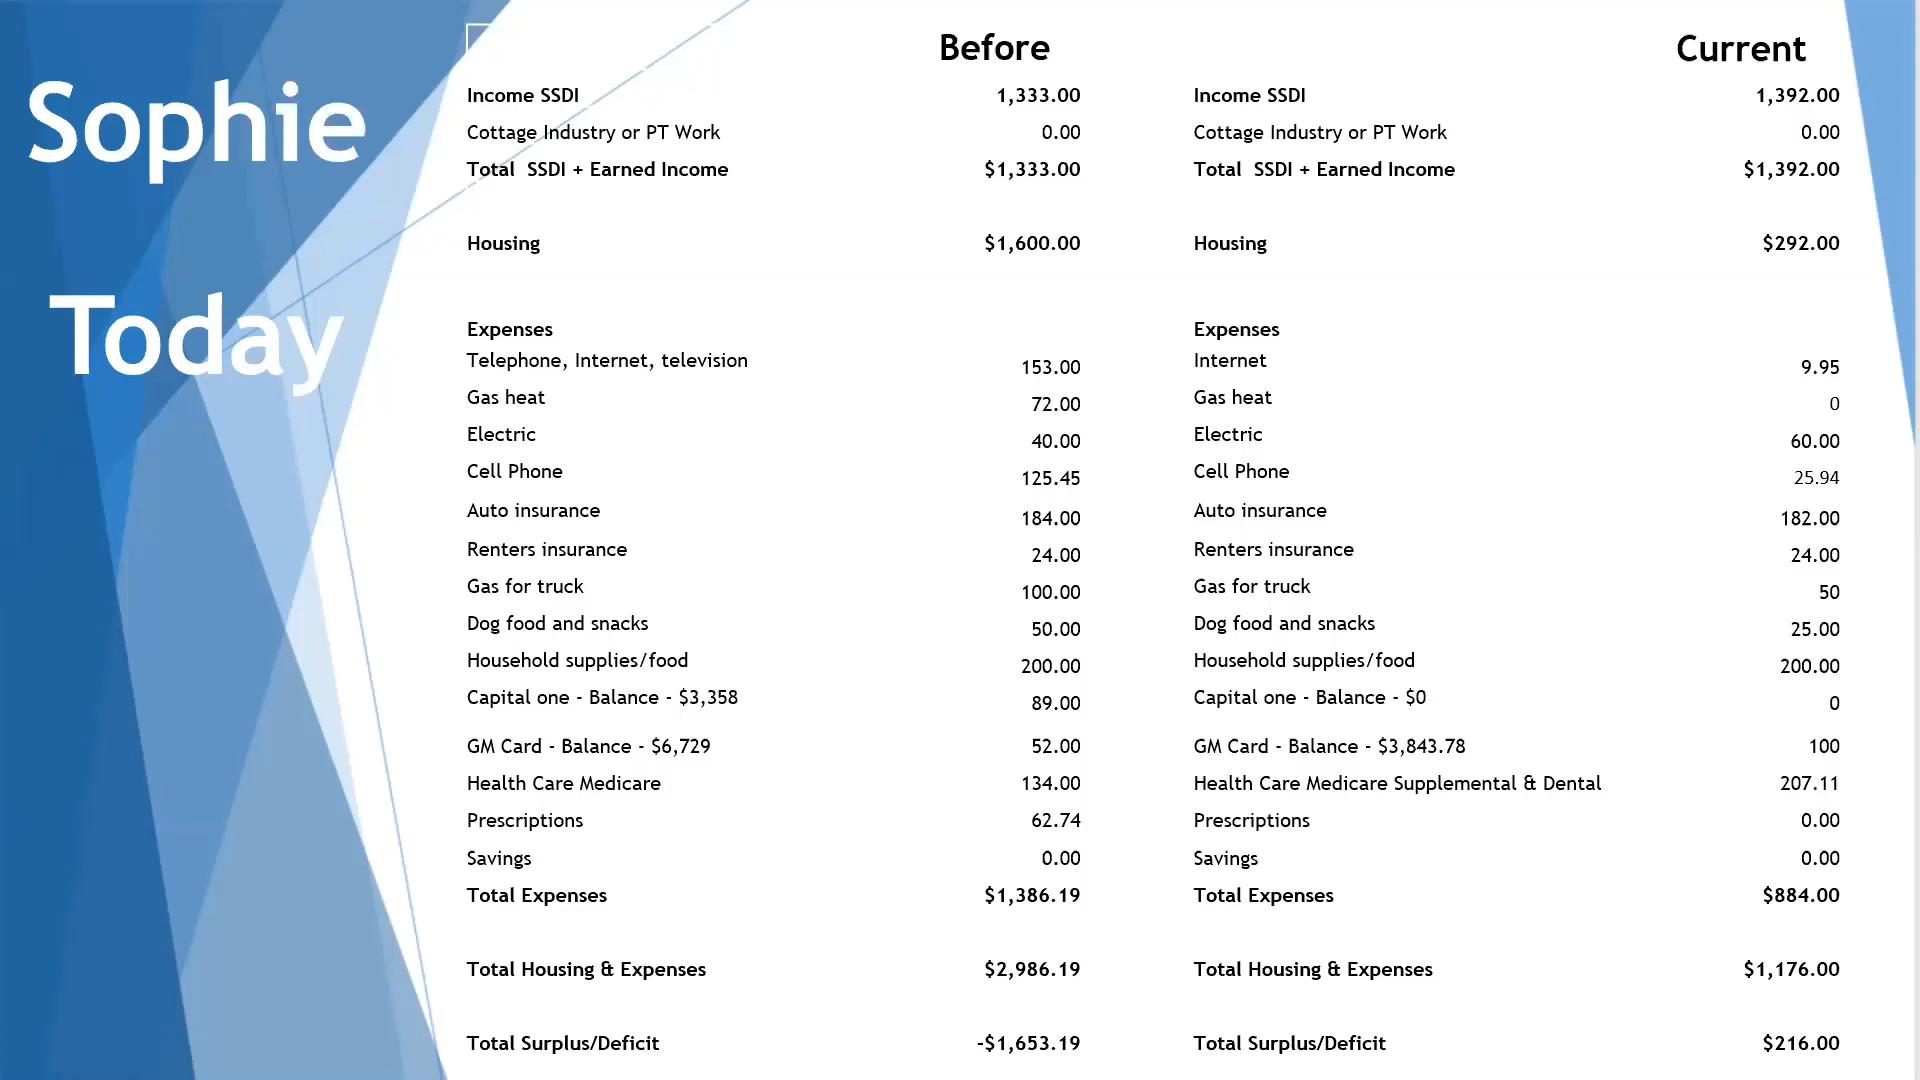 Sophie
Today
Before Current
Income SSDI 1,333.00 Income SSDI 1,392.00
Cottage Industry or PT Work 0.00 Cottage Industry or PT Work 0.00
Total SSDI + Earned Income $1,333.00 Total SSDI + Earned Income $1,392.00
Housing $1,600.00 Housing $292.00
Expenses Expenses
Telephone, Internet, television 153.00 Internet 9.95
Gas heat 72.00 Gas heat 0
Electric 40.00 Electric 60.00
Cell Phone 125.45 Cell Phone 25.94
Auto insurance 184.00 Auto insurance 182.00
Renters insurance 24.00 Renters insurance 24.00
Gas for truck 100.00 Gas for truck 50
Dog food and snacks 50.00 Dog food and snacks 25.00
Household supplies/food 200.00 Household supplies/food 200.00
Capital one - Balance - $3,358 89.00 Capital one - Balance - $0 0
GM Card - Balance - $6,729 52.00 GM Card - Balance - $3,843.78 100
Health Care Medicare 134.00 Health Care Medicare Supplemental & Dental 207.11
Prescriptions 62.74 Prescriptions 0.00
Savings 0.00 Savings 0.00
Total Expenses $1,386.19 Total Expenses $884.00
Total Housing & Expenses $2,986.19 Total Housing & Expenses $1,176.00
Total Surplus/Deficit -$1,653.19 Total Surplus/Deficit $216.00